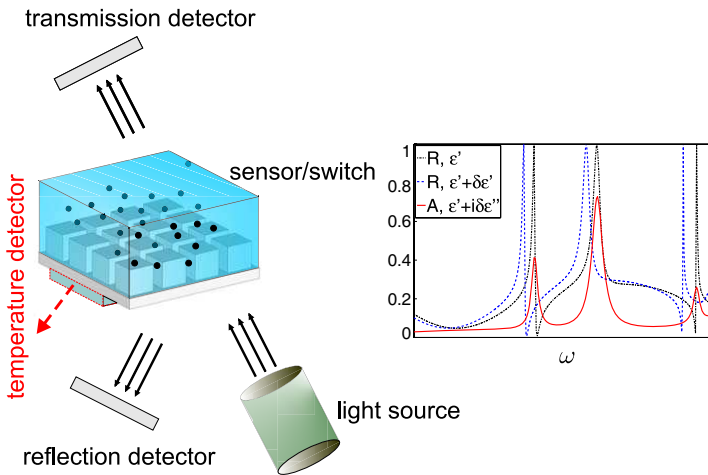 transmission detector
sensor/switch
temperature detector
light source
reflection detector
1
0.8
0.6
0.4
0.2
0
R, ε'
R, ε'+δε'
A, ε'+iδε''
ω